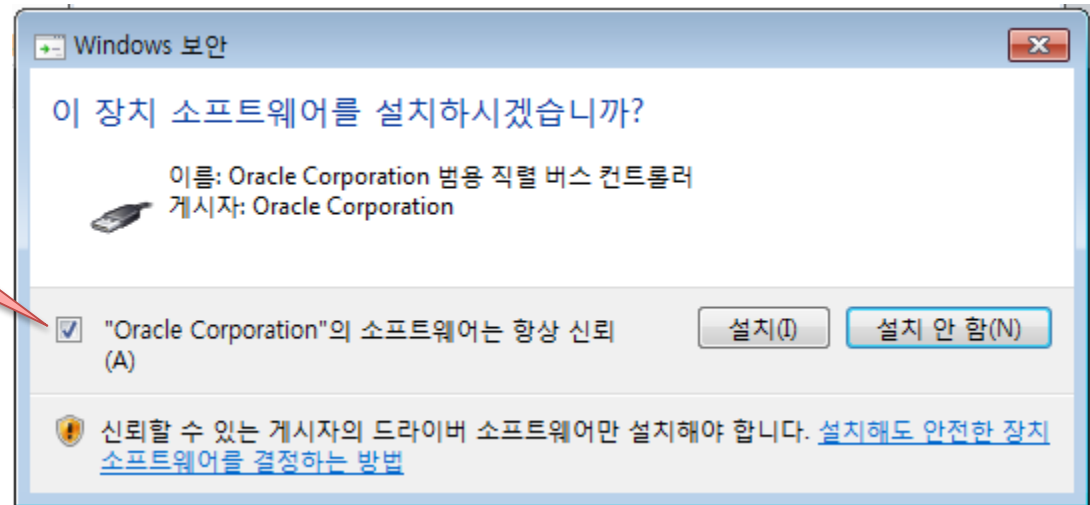 Windows 보안
이 장치 소프트웨어를 설치하시겠습니까?
이름: Oracle Corporation 범용 직렬 버스 컨트롤러
게시자: Oracle Corporation
"Oracle Corporation"의 소프트웨어는 항상 신뢰
(A)
설치(I)
설치 안 함(N)
신뢰할 수 있는 게시자의 드라이버 소프트웨어만 설치해야 합니다. 설치해도 안전한 장치
소프트웨어를 결정하는 방법